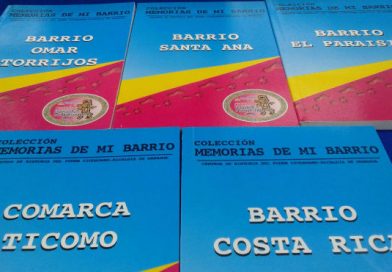 COLECCIÓN
MEMORIAS DE MI BARRIO
BARRIO
OMAR
TORRIJOS
COLECCIÓN
MEMORIAS DE MI BARRIO
BARRIO
SANTA ANA
COLECCIÓN
MEMORIAS DE MI BARRIO
BARRIO
EL PARAIS
COLECCIÓN
MEMORIAS DE MI BARRIO
COMARCA
TICOMO
COLECCIÓN
MEMORIAS DE MI BARRIO
BARRIO
COSTA RICA